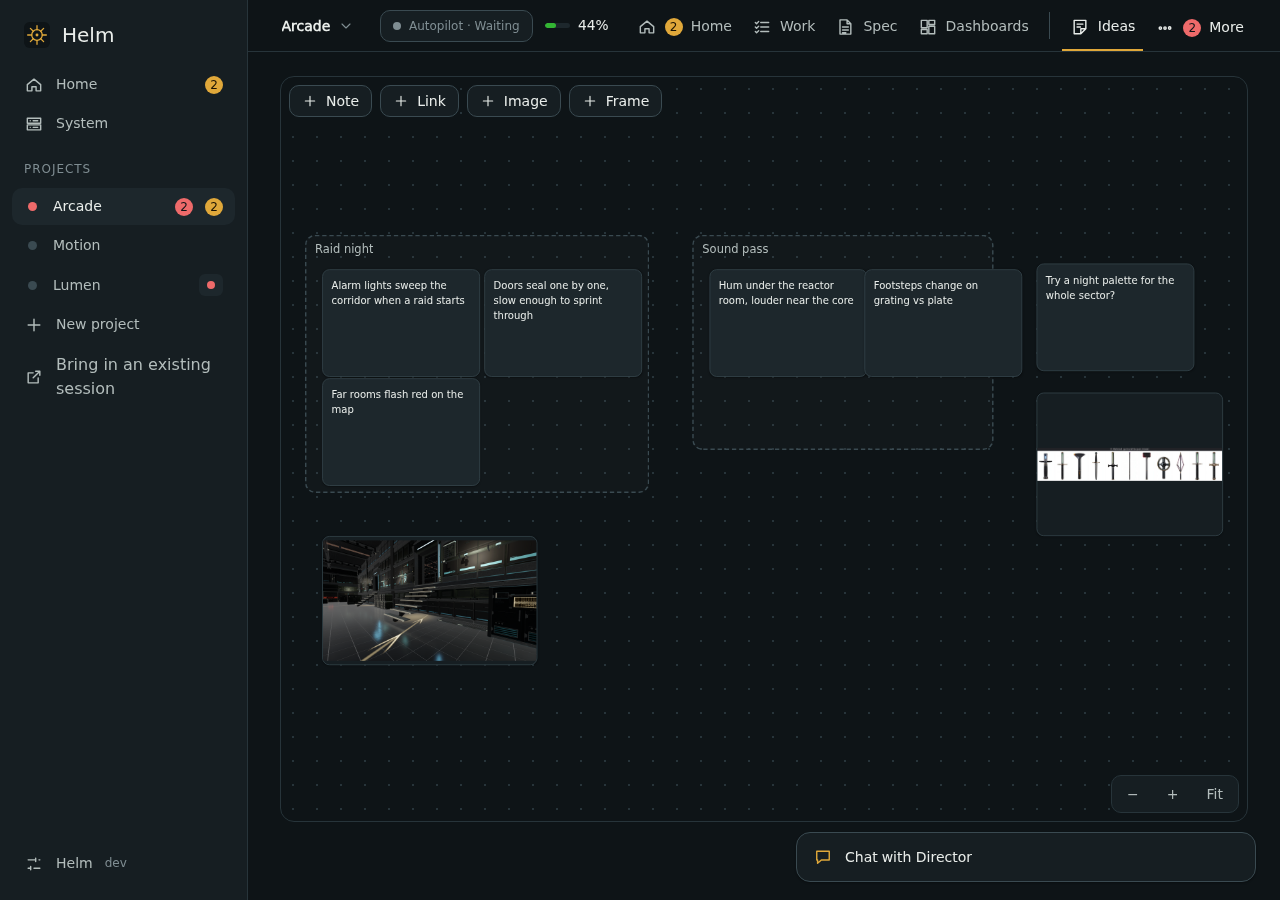 Helm
Home 2
System
PROJECTS
Arcade 2 2
Motion
Lumen
New project
Bring in an existing
session
Helm dev
Arcade
Autopilot · Waiting
44%
2 Home
Work
Spec
Dashboards
Ideas
2 More
Note
Link
Image
Frame
Raid night
Alarm lights sweep the
corridor when a raid starts
Doors seal one by one,
slow enough to sprint
through
Far rooms flash red on the
map
Sound pass
Hum under the reactor
room, louder near the core
Footsteps change on
grating vs plate
Try a night palette for the
whole sector?
− + Fit
Chat with Director